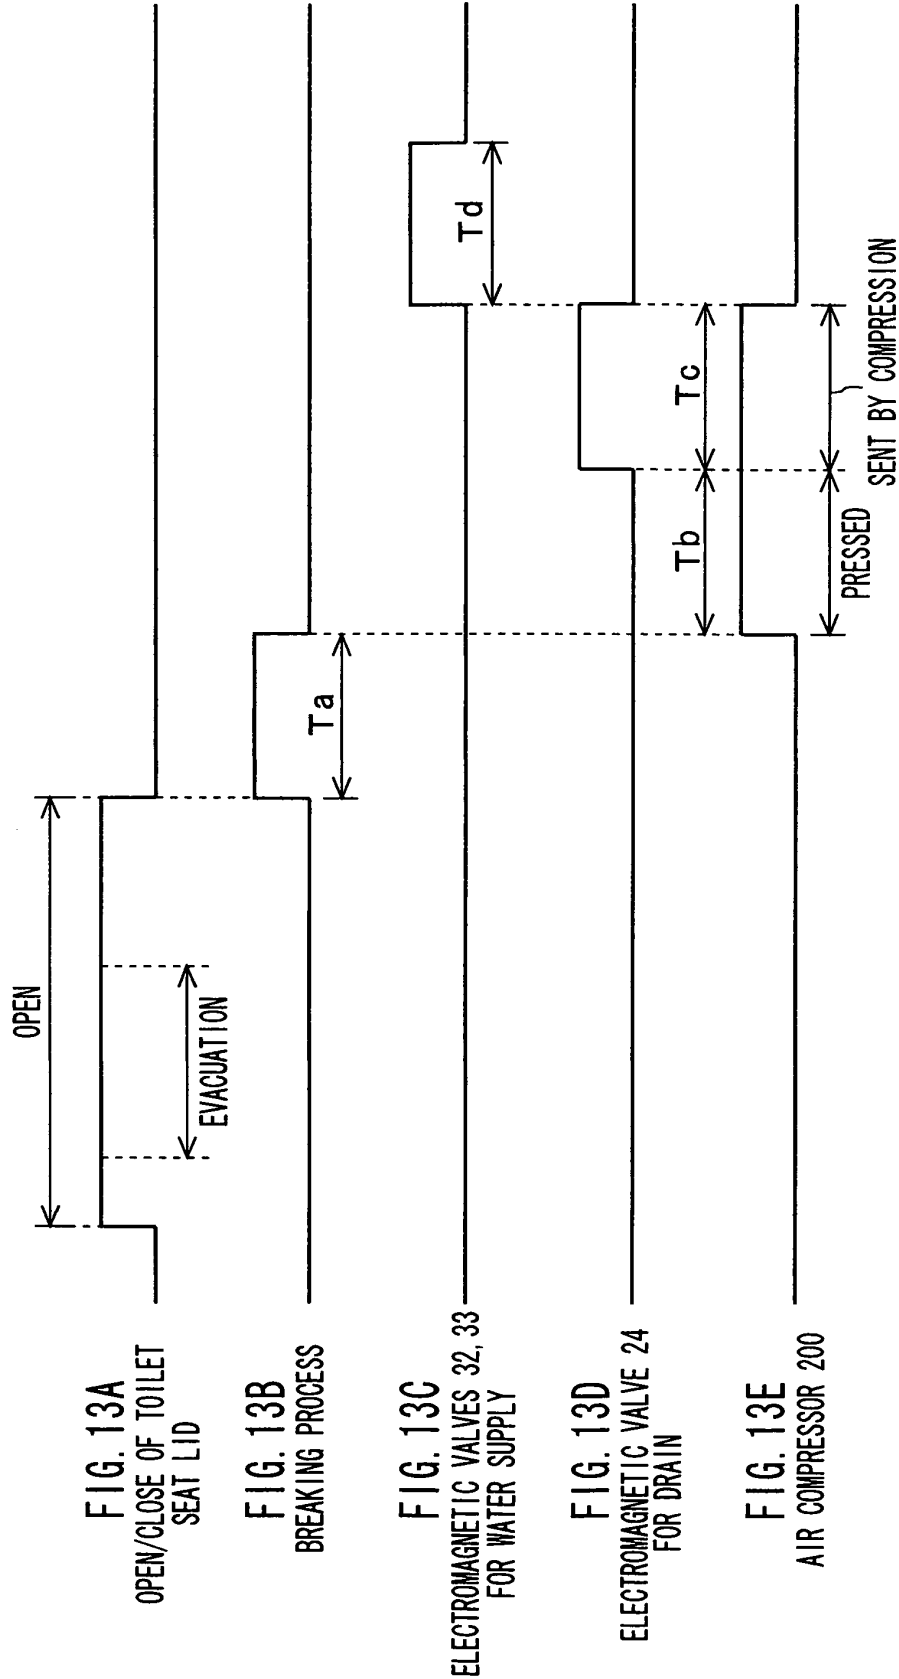 FIG. 13A
OPEN/CLOSE OF TOILET
SEAT LID
OPEN
EVACUATION
FIG. 13B
BREAKING PROCESS
Ta
FIG. 13C
ELECTROMAGNETIC VALVES 32,33
FOR WATER SUPPLY
Td
FIG. 13D
ELECTROMAGNETIC VALVE 24
FOR DRAIN
Tb
Tc
FIG. 13E
AIR COMPRESSOR 200
PRESSED
SENT BY COMPRESSION